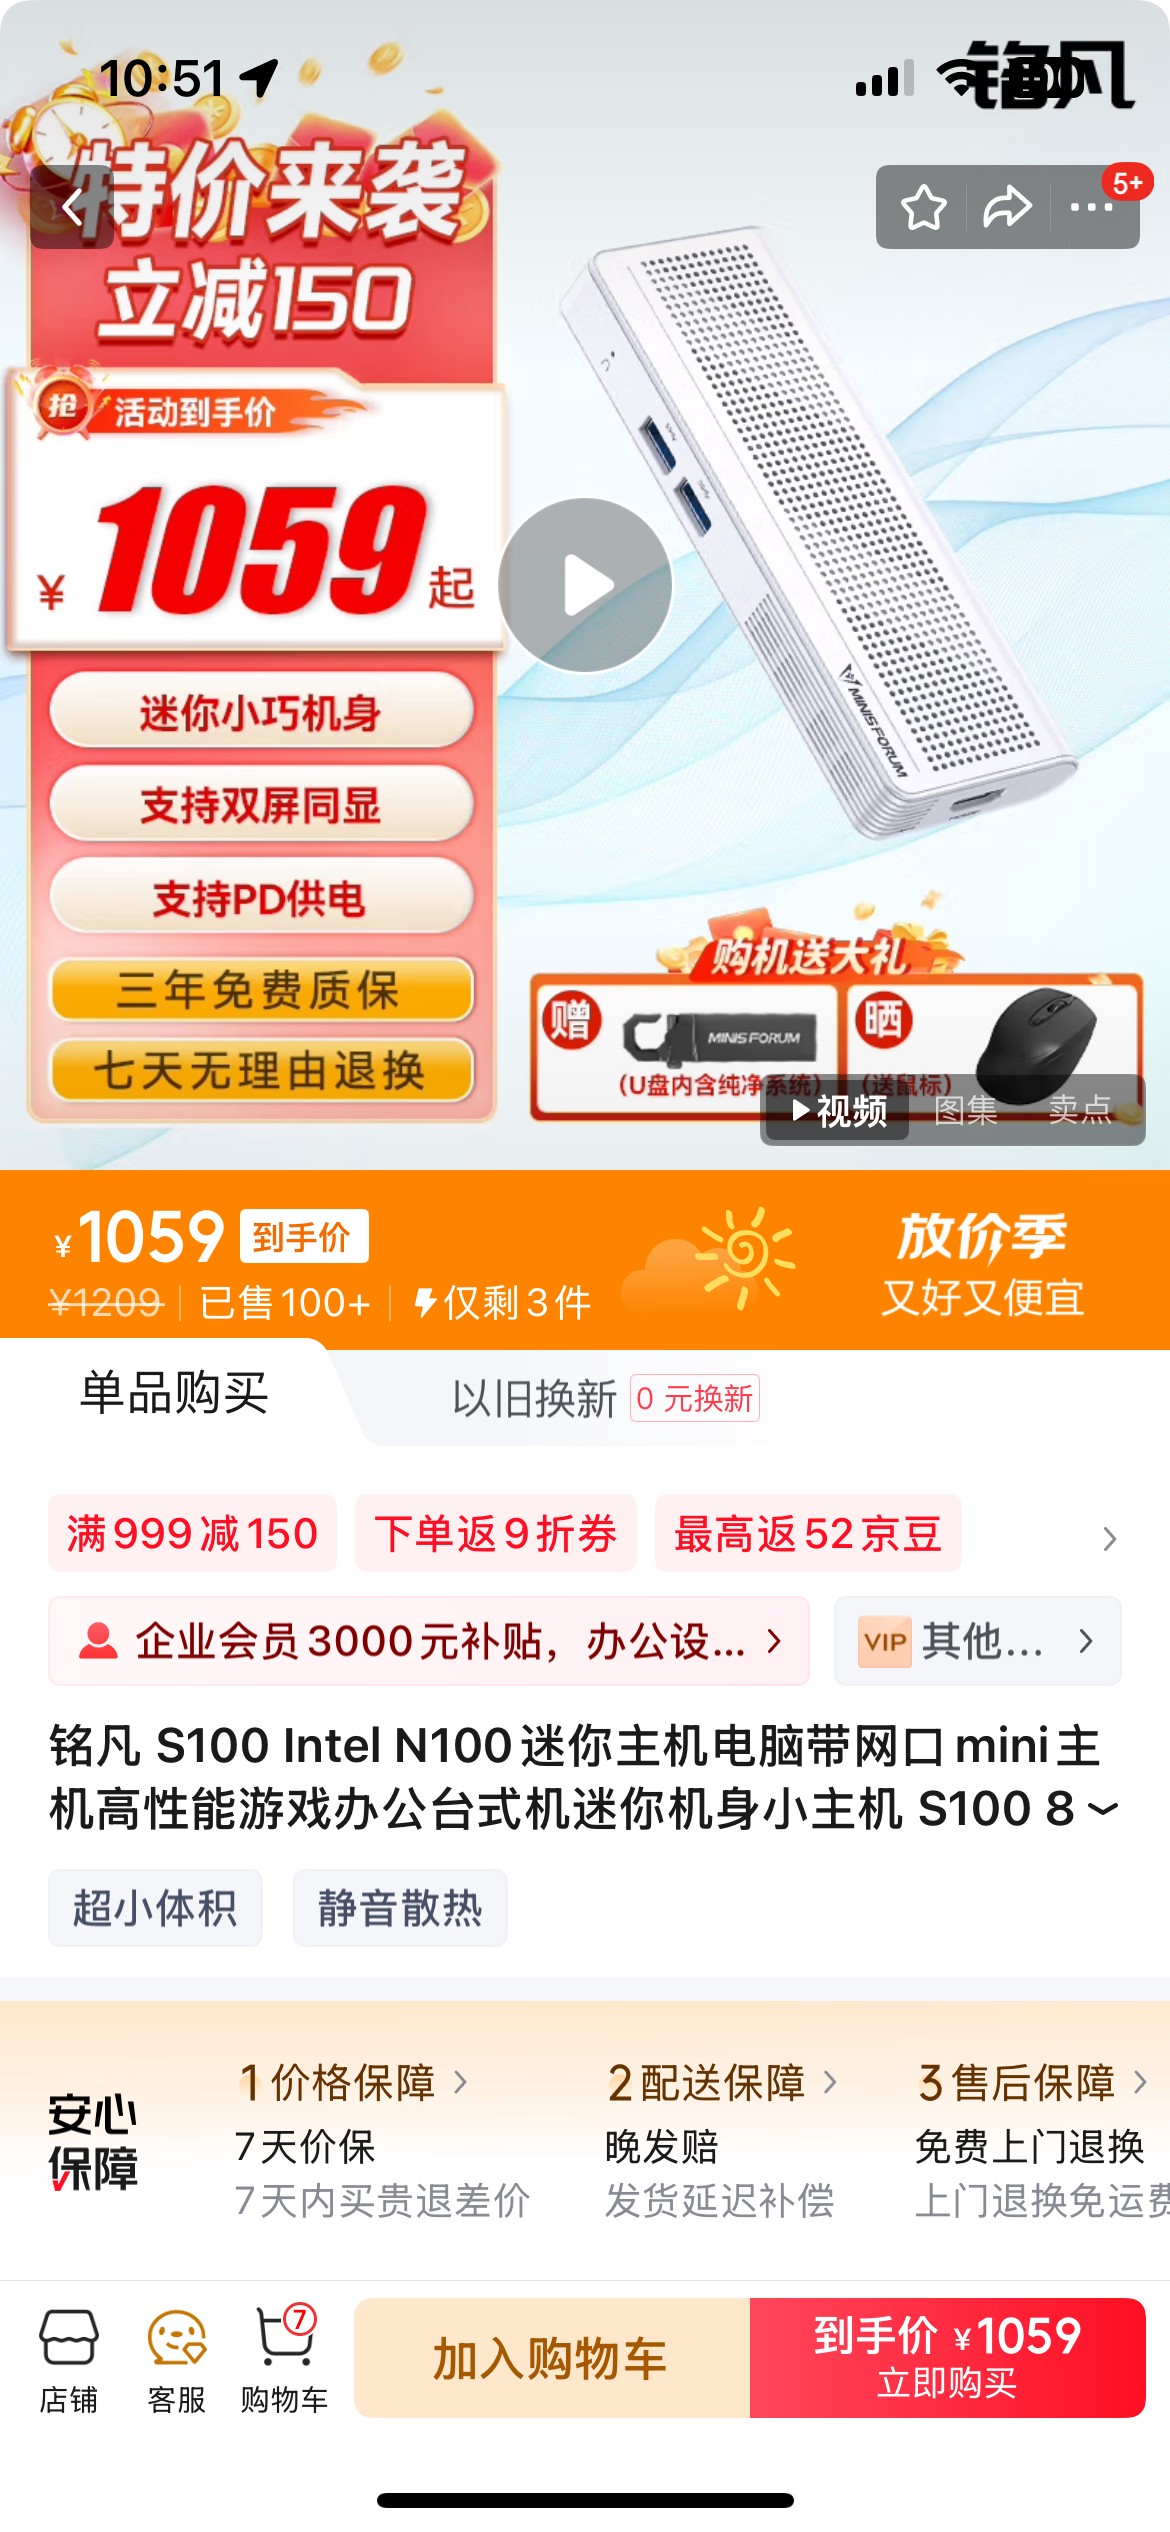 10:51
铭凡
特价来袭
5+
立减150
抢 活动到手价
¥ 1059 起
迷你小巧机身
支持双屏同显
支持PD供电
三年免费质保
七天无理由退换
MINISFORUM
购机送大礼
赠
MINISFORUM
晒
(U盘内含纯净系统)
(送鼠标)
视频
图集
卖点
¥1059 到手价
¥1209 已售100+ 仅剩3件
放价季
又好又便宜
单品购买
以旧换新 0 元换新
满999减150
下单返9折券
最高返52京豆
企业会员3000元补贴，办公设...
VIP 其他...
铭凡 S100 Intel N100迷你主机电脑带网口mini主
机高性能游戏办公台式机迷你机身小主机 S100 8
超小体积
静音散热
安心
保障
1价格保障
7天价保
7天内买贵退差价
2配送保障
晚发赔
发货延迟补偿
3售后保障
免费上门退换
上门退换免运费
店铺
客服
7
购物车
加入购物车
到手价 ¥1059
立即购买